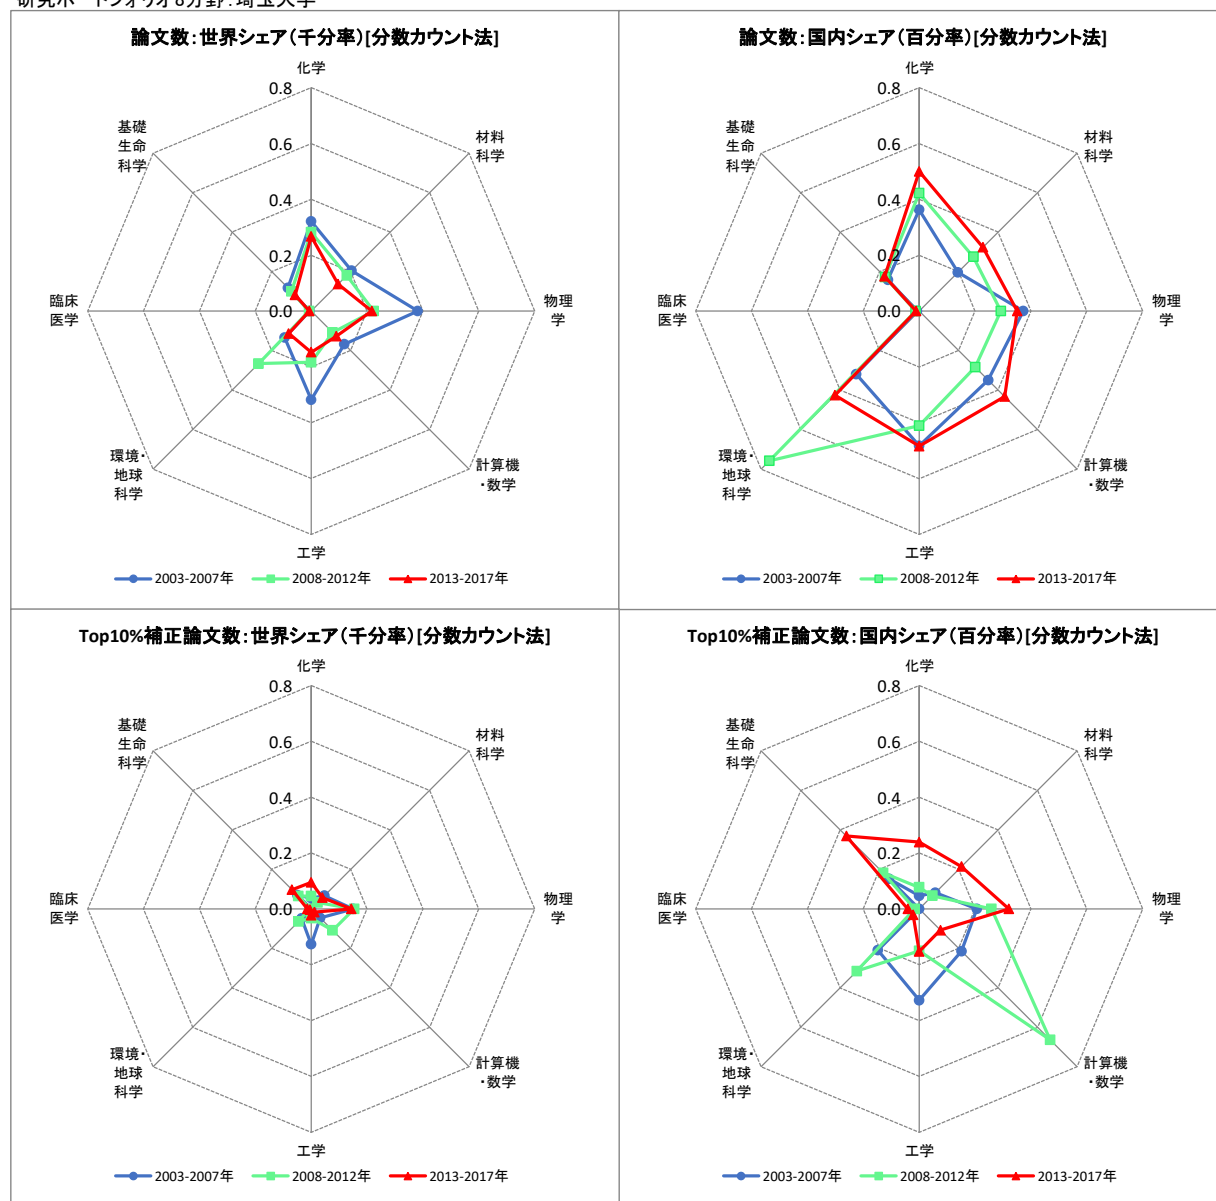 研究ポートフォリオ8分野：埼玉大学
論文数：世界シェア（千分率）[分数カウント法]
化学
0.8
0.6
0.4
0.2
0.0
材料
科学
物理
学
計算機
・数学
工学
環境・
地球
科学
臨床
医学
基礎
生命
科学
2003-2007年
2008-2012年
2013-2017年
論文数：国内シェア（百分率）[分数カウント法]
化学
0.8
0.6
0.4
0.2
0.0
材料
科学
物理
学
計算機
・数学
工学
環境・
地球
科学
臨床
医学
基礎
生命
科学
2003-2007年
2008-2012年
2013-2017年
Top10%補正論文数：世界シェア（千分率）[分数カウント法]
化学
0.8
0.6
0.4
0.2
0.0
材料
科学
物理
学
計算機
・数学
工学
環境・
地球
科学
臨床
医学
基礎
生命
科学
2003-2007年
2008-2012年
2013-2017年
Top10%補正論文数：国内シェア（百分率）[分数カウント法]
化学
0.8
0.6
0.4
0.2
0.0
材料
科学
物理
学
計算機
・数学
工学
環境・
地球
科学
臨床
医学
基礎
生命
科学
2003-2007年
2008-2012年
2013-2017年